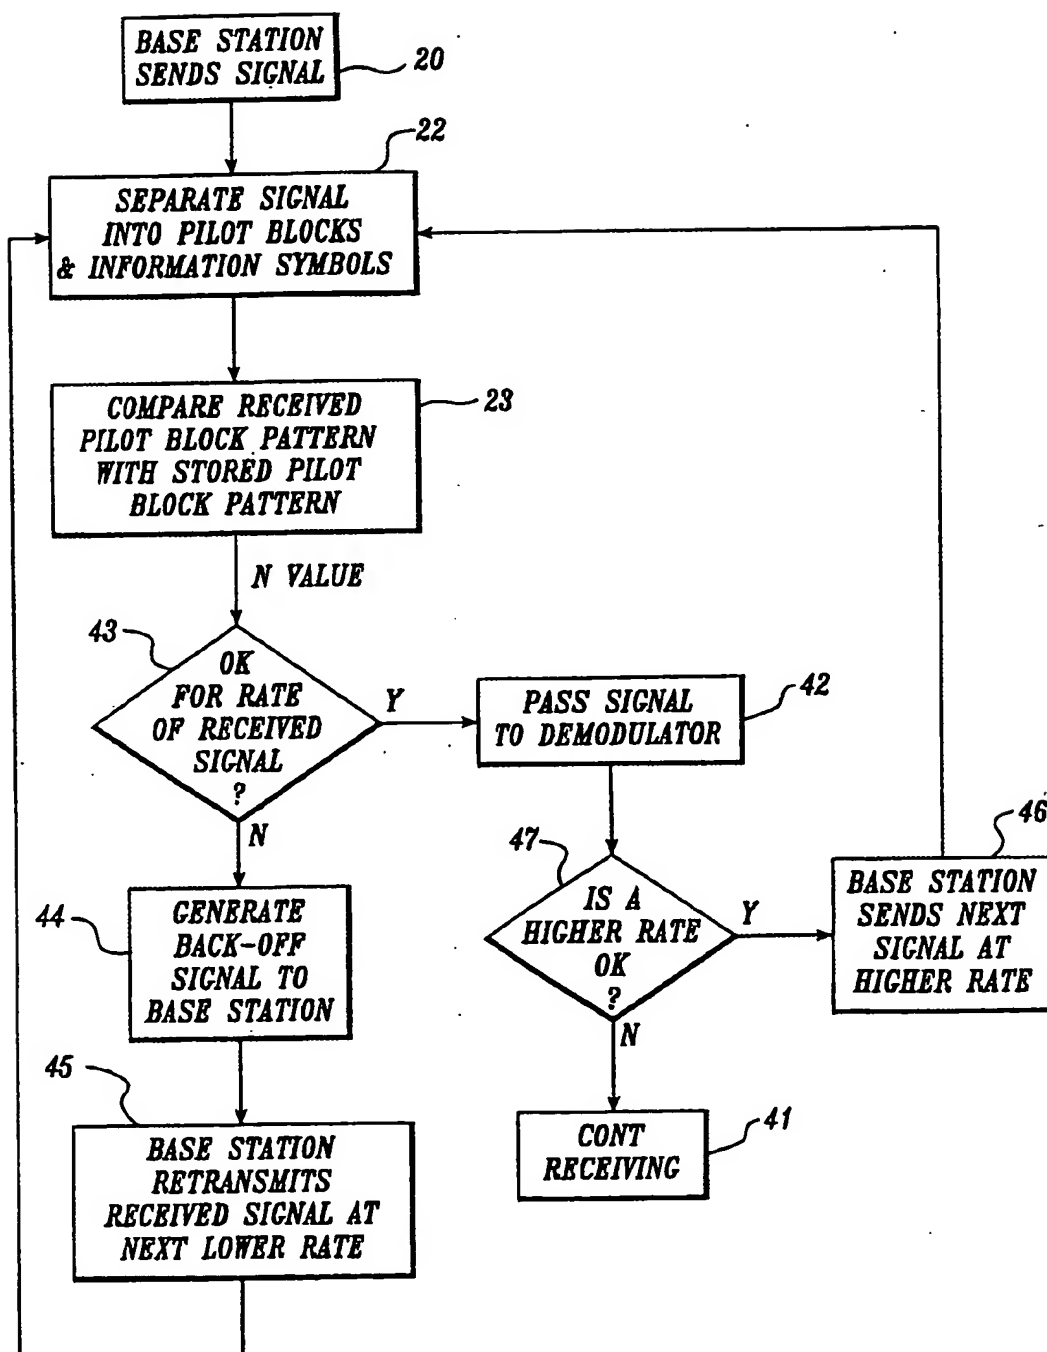 BASE STATION
SENDS SIGNAL
20
22
SEPARATE SIGNAL
INTO PILOT BLOCKS
& INFORMATION SYMBOLS
23
COMPARE RECEIVED
PILOT BLOCK PATTERN
WITH STORED PILOT
BLOCK PATTERN
N VALUE
43
OK
FOR RATE
OF RECEIVED
SIGNAL
?
Y
N
42
PASS SIGNAL
TO DEMODULATOR
47
IS A
HIGHER RATE
OK
?
Y
N
46
BASE STATION
SENDS NEXT
SIGNAL AT
HIGHER RATE
44
GENERATE
BACK-OFF
SIGNAL TO
BASE STATION
41
CONT
RECEIVING
45
BASE STATION
RETRANSMITS
RECEIVED SIGNAL AT
NEXT LOWER RATE